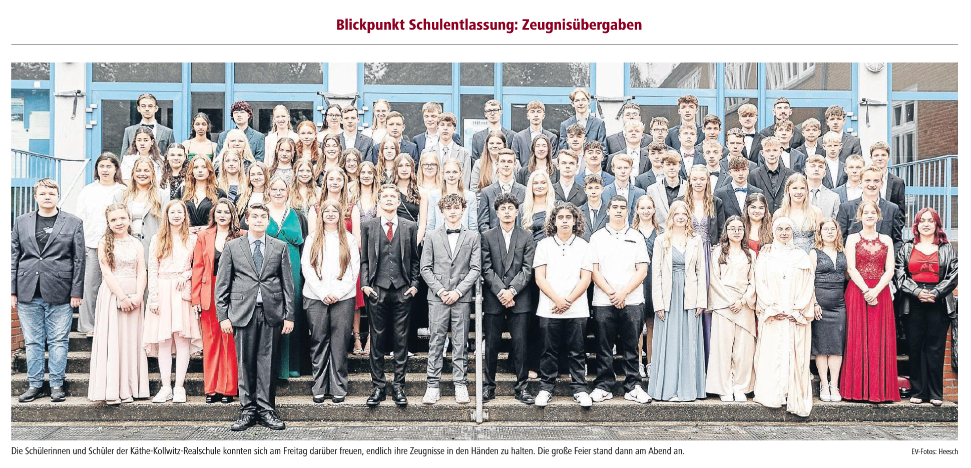 Blickpunkt Schulentlassung: Zeugnisübergaben
Die Schülerinnen und Schüler der Käthe-Kollwitz-Realschule konnten sich am Freitag darüber freuen, endlich ihre Zeugnisse in den Händen zu halten. Die große Feier stand dann am Abend an.
EV-Fotos: Heesch